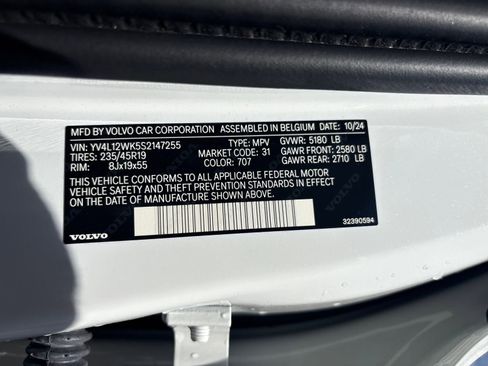 MFD BY VOLVO CAR CORPORATION ASSEMBLED IN BELGIUM 10/24
VIN: YV4L12WK5S2147255 TYPE: MPV GVWR: 5180 LB
TIRES: 235/45R19 MARKET CODE: 31 GAWR FRONT: 2580 LB
RIM: 8Jx19x55 COLOR: 707 GAWR REAR: 2710 LB
THIS VEHICLE CONFORMS TO ALL APPLICABLE FEDERAL MOTOR
VEHICLE SAFETY AND THEFT PREVENTION STANDARDS IN EFFECT
ON THE DATE OF MANUFACTURE SHOWN ABOVE.
32390594
VOLVO